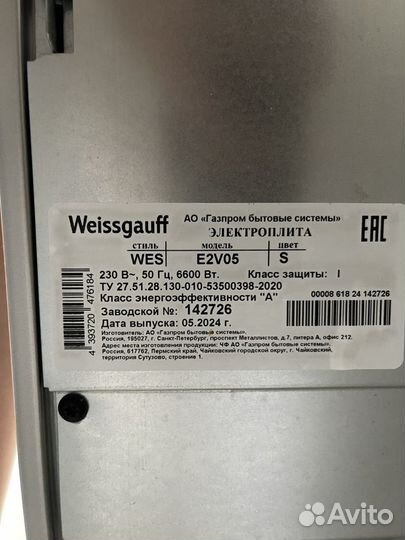 Weissgauff
АО «Газпром бытовые системы»
ЭЛЕКТРОПЛИТА
EAC
стиль модель цвет
WES E2V05 S
230 В~, 50 Гц, 6600 Вт. Класс защиты: I
ТУ 27.51.28.130-010-53500398-2020
Класс энергоэффективности "А"
Заводской №: 142726
Дата выпуска: 05.2024 г.
00008 618 24 142726
Изготовитель: АО «Газпром бытовые системы».
Россия, 195027, г. Санкт-Петербург, проспект Металлистов, д.7, литера А, офис 212.
Адрес места изготовления продукции: ЧФ АО «Газпром бытовые системы».
Россия, 617762, Пермский край, Чайковский городской округ, г. Чайковский,
территория Сутузово, строение 1.
4 393720 476184
Avito